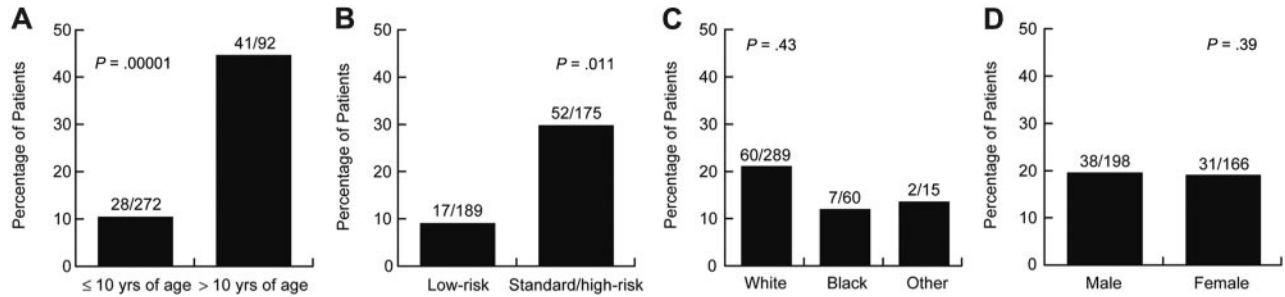 A
Percentage of Patients
50
40
30
20
10
0
P = .00001
28/272
41/92
≤ 10 yrs of age
> 10 yrs of age
B
Percentage of Patients
50
40
30
20
10
0
P = .011
17/189
52/175
Low-risk
Standard/high-risk
C
Percentage of Patients
50
40
30
20
10
0
P = .43
60/289
7/60
2/15
White
Black
Other
D
Percentage of Patients
50
40
30
20
10
0
P = .39
38/198
31/166
Male
Female